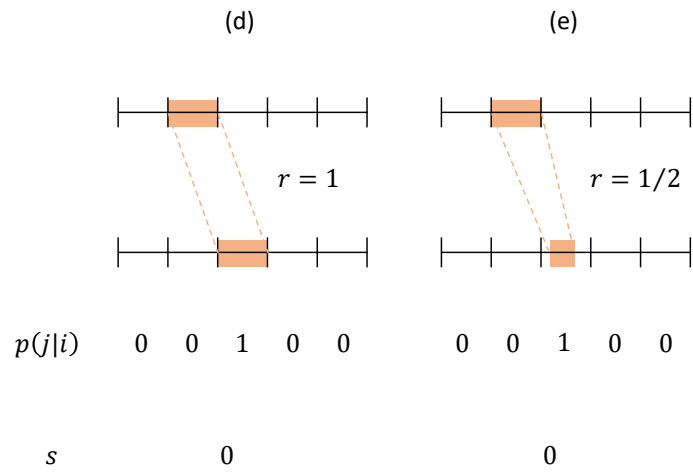 (d) (e)
r = 1 r = 1/2
p(j|i) 0 0 1 0 0 0 0 1 0 0
s 0 0